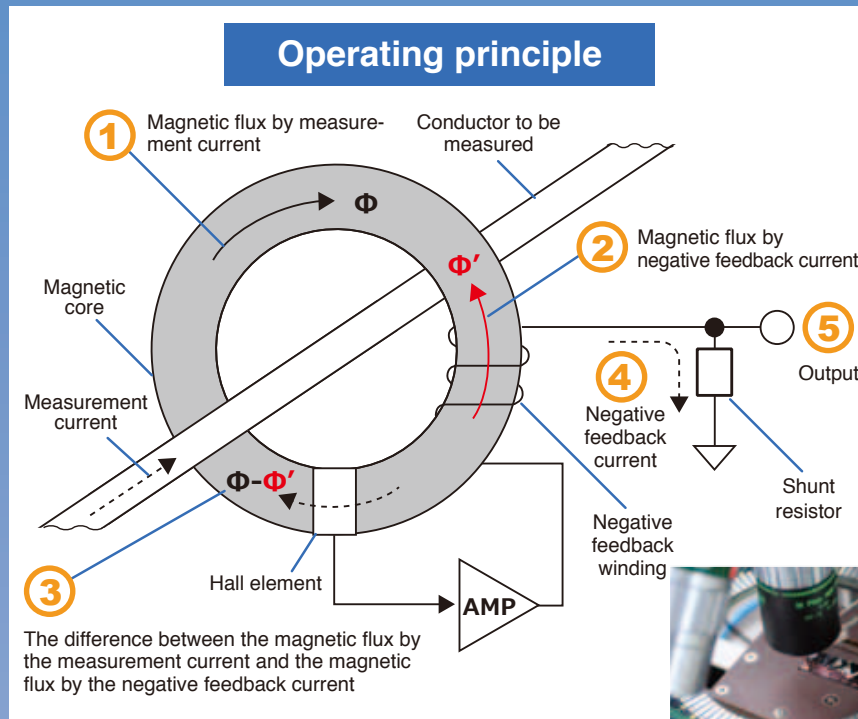 Operating principle
1
Magnetic flux by measure-
ment current
Conductor to be
measured
Φ
2
Magnetic flux by
negative feedback current
Φ′
Magnetic
core
5
Output
4
Measurement
current
Negative
feedback
current
Φ-Φ′
Shunt
resistor
Negative
feedback
winding
3
Hall element
AMP
The difference between the magnetic flux by
the measurement current and the magnetic
flux by the negative feedback current